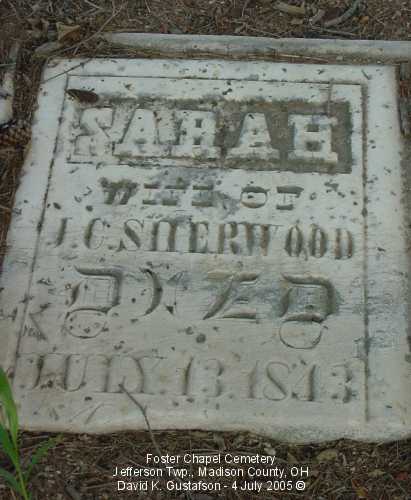 SARAH
WIFE OF
J.C. SHERWOOD
DIED
JULY. 13. 1843
Foster Chapel Cemetery
Jefferson Twp., Madison County, OH
David K. Gustafson - 4 July 2005 ©